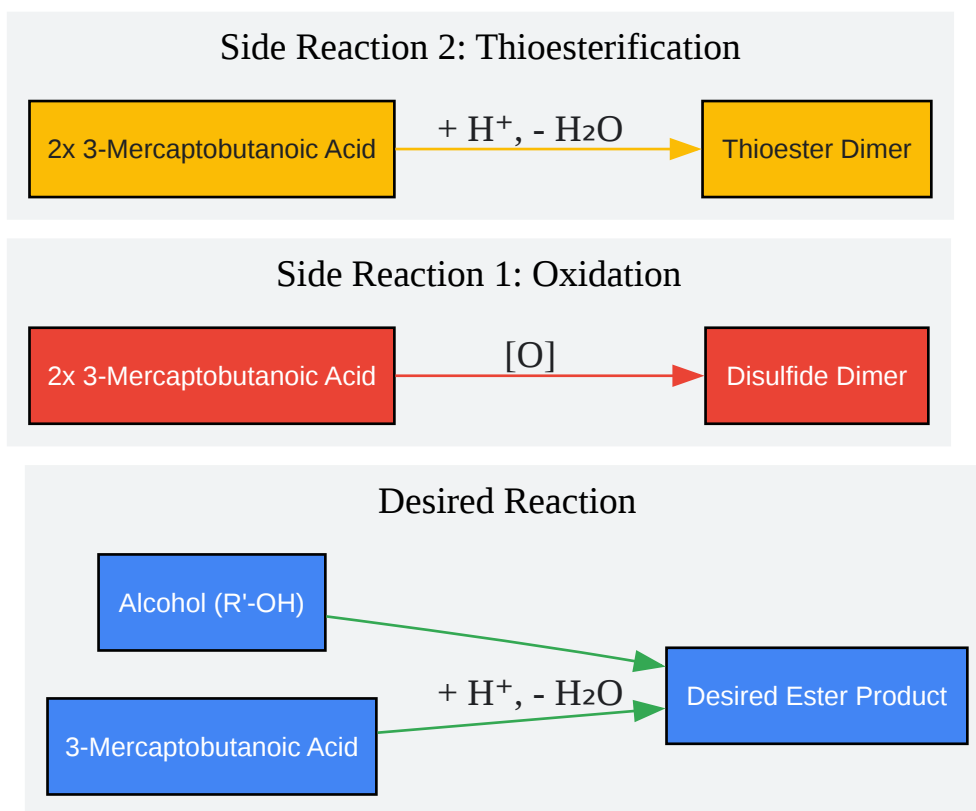 Side Reaction 2: Thioesterification
2x 3-Mercaptobutanoic Acid
+ H⁺, - H₂O
Thioester Dimer
Side Reaction 1: Oxidation
2x 3-Mercaptobutanoic Acid
[O]
Disulfide Dimer
Desired Reaction
Alcohol (R'-OH)
+ H⁺, - H₂O
Desired Ester Product
3-Mercaptobutanoic Acid